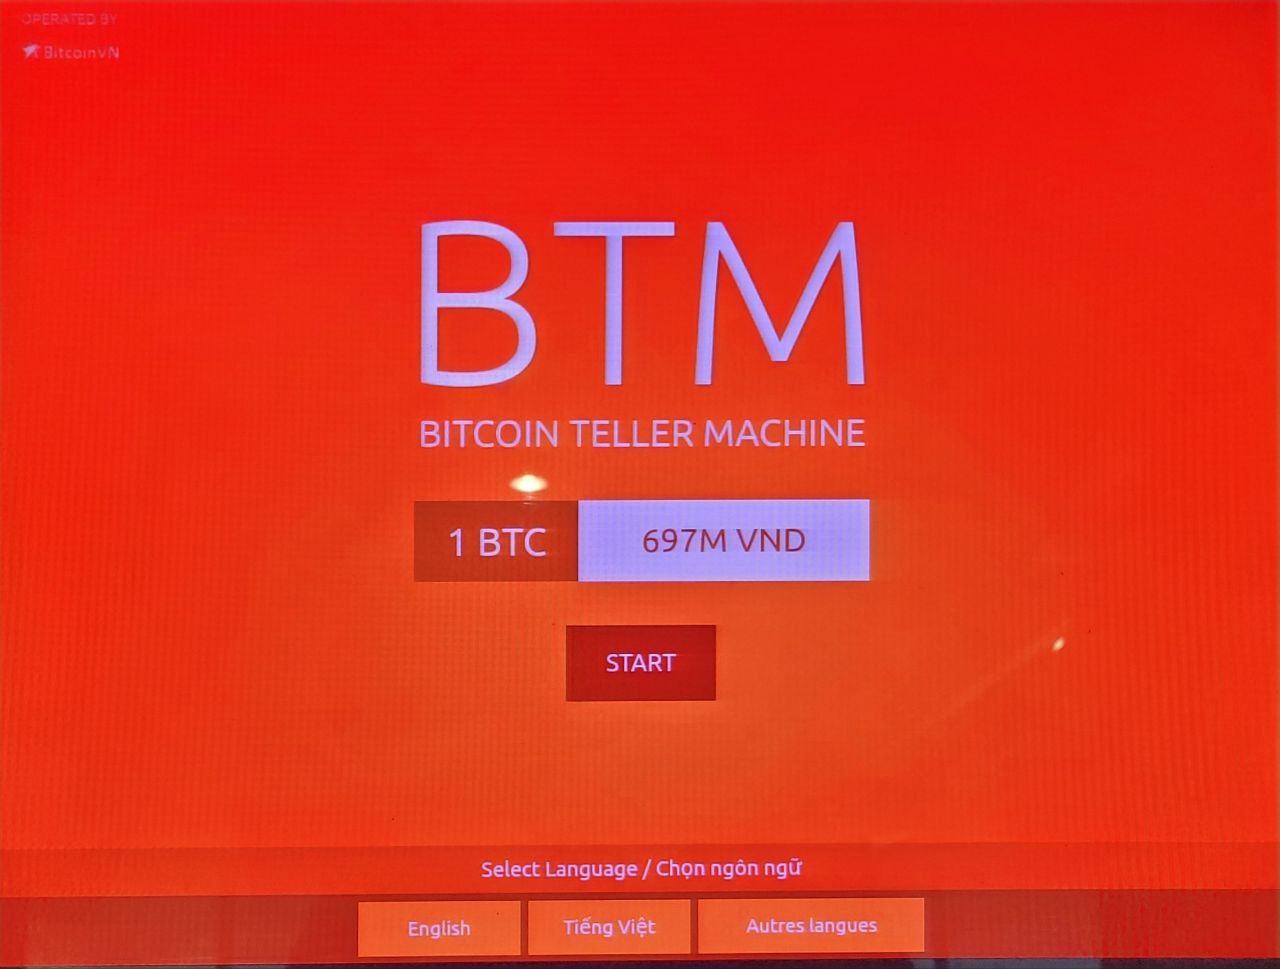 OPERATED BY
BitcoinVN
BTM
BITCOIN TELLER MACHINE
1 BTC 697M VND
START
Select Language / Chọn ngôn ngữ
English Tiếng Việt Autres langues